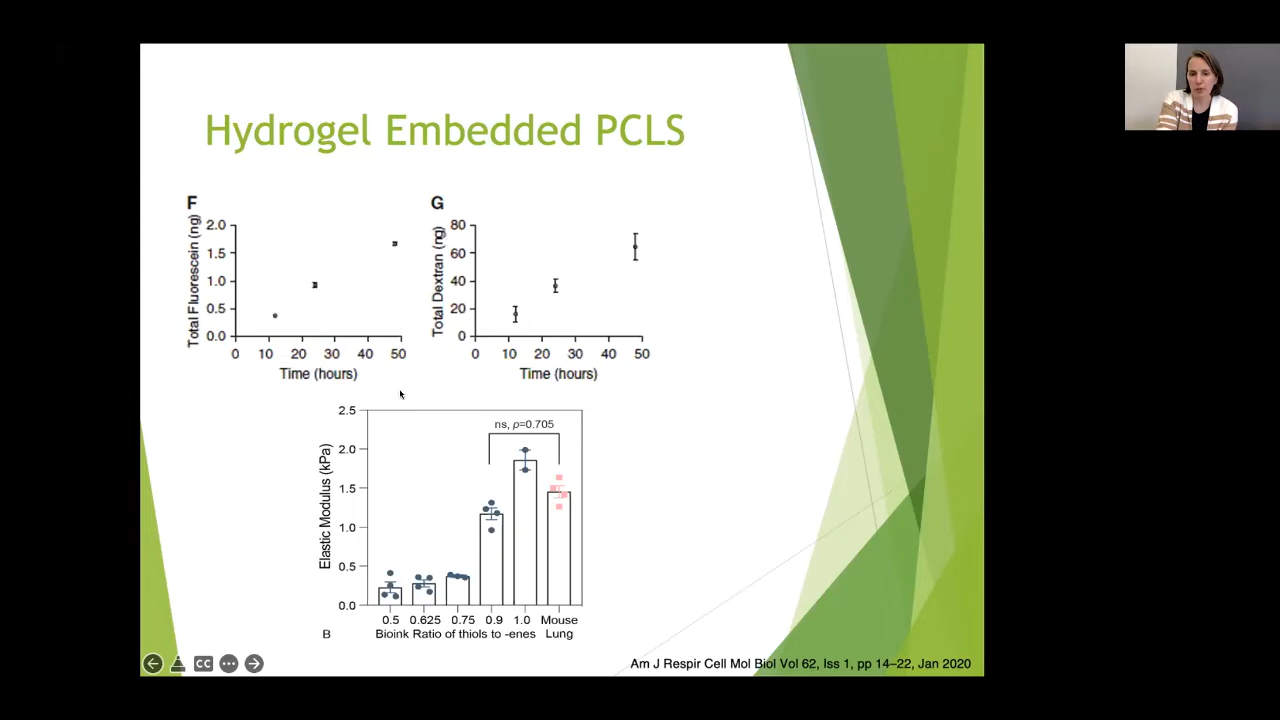 Hydrogel Embedded PCLS
F
Total Fluorescein (ng)
2.0
1.5
1.0
0.5
0.0
0 10 20 30 40 50
Time (hours)
G
Total Dextran (ng)
80
60
40
20
0
0 10 20 30 40 50
Time (hours)
Elastic Modulus (kPa)
2.5
2.0
1.5
1.0
0.5
0.0
ns, p=0.705
0.5 0.625 0.75 0.9 1.0 Mouse
B Bioink Ratio of thiols to -enes Lung
CC
Am J Respir Cell Mol Biol Vol 62, Iss 1, pp 14–22, Jan 2020